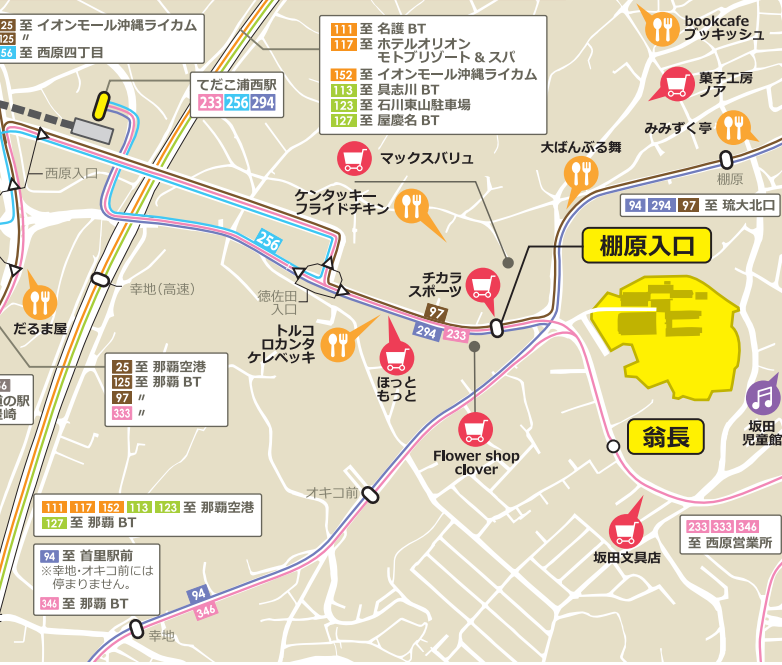 25 至 イオンモール沖縄ライカム
125 〃
56 至 西原四丁目
てだこ浦西駅
233 256 294
111 至 名護 BT
117 至 ホテルオリオン
モトブリゾート & スパ
152 至 イオンモール沖縄ライカム
113 至 具志川 BT
123 至 石川東山駐車場
127 至 屋慶名 BT
bookcafe
ブッキッシュ
菓子工房
ノア
みみずく亭
大ばんぶる舞
棚原
94 294 97 至 琉大北口
マックスバリュ
ケンタッキー
フライドチキン
西原入口
256
棚原入口
チカラ
スポーツ
幸地(高速)
徳佐田
入口
97
294 233
だるま屋
トルコ
ロカンタ
ケレベッキ
ほっと
もっと
25 至 那覇空港
125 至 那覇 BT
97 〃
333 〃
道の駅
豊崎
坂田
児童館
翁長
Flower shop
clover
オキコ前
111 117 152 113 123 至 那覇空港
127 至 那覇 BT
坂田文具店
233 333 346
至 西原営業所
94 至 首里駅前
※幸地・オキコ前には
停まりません。
346 至 那覇 BT
94
346
幸地